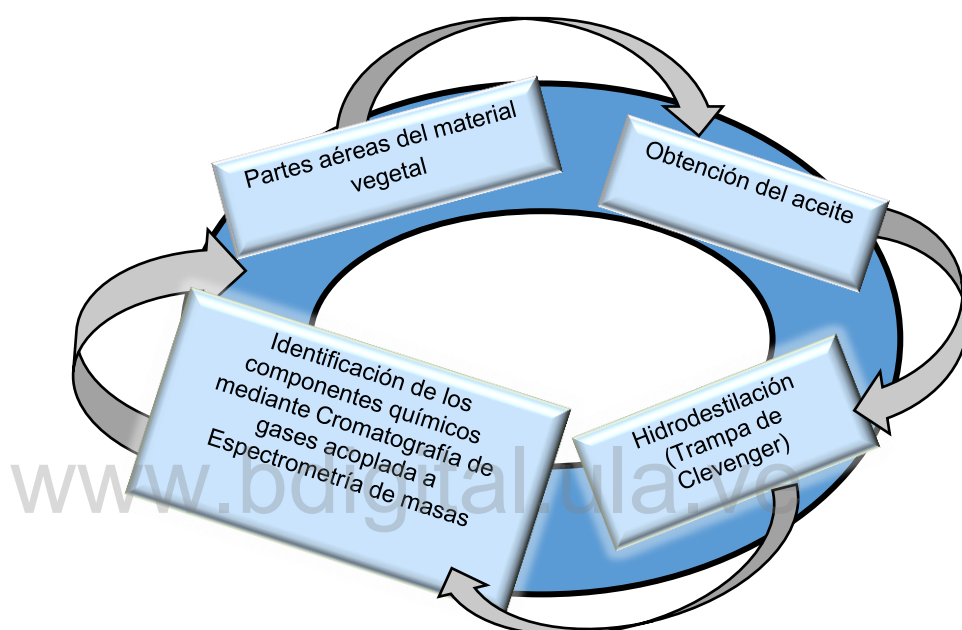 Partes aéreas del material
vegetal
Obtención del aceite
Hidrodestilación
(Trampa de
Clevenger)
Identificación de los
componentes químicos
mediante Cromatografía de
gases acoplada a
Espectrometría de masas
www.bdigital.ula.ve